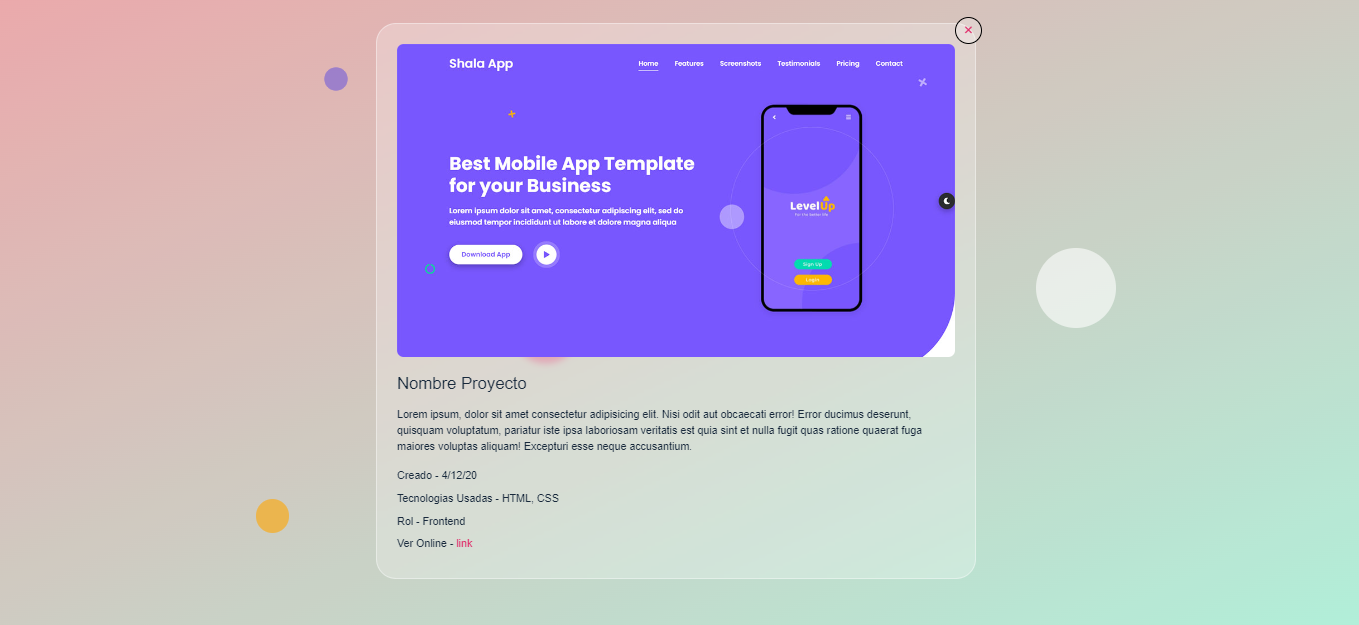 ×
Shala App
Home Features Screenshots Testimonials Pricing Contact
Best Mobile App Template
for your Business
Lorem ipsum dolor sit amet, consectetur adipiscing elit, sed do
eiusmod tempor incididunt ut labore et dolore magna aliqua
Download App
LevelUp
For the better life
Sign Up
Login
Nombre Proyecto
Lorem ipsum, dolor sit amet consectetur adipisicing elit. Nisi odit aut obcaecati error! Error ducimus deserunt,
quisquam voluptatum, pariatur iste ipsa laboriosam veritatis est quia sint et nulla fugit quas ratione quaerat fuga
maiores voluptas aliquam! Excepturi esse neque accusantium.
Creado - 4/12/20
Tecnologias Usadas - HTML, CSS
Rol - Frontend
Ver Online - link